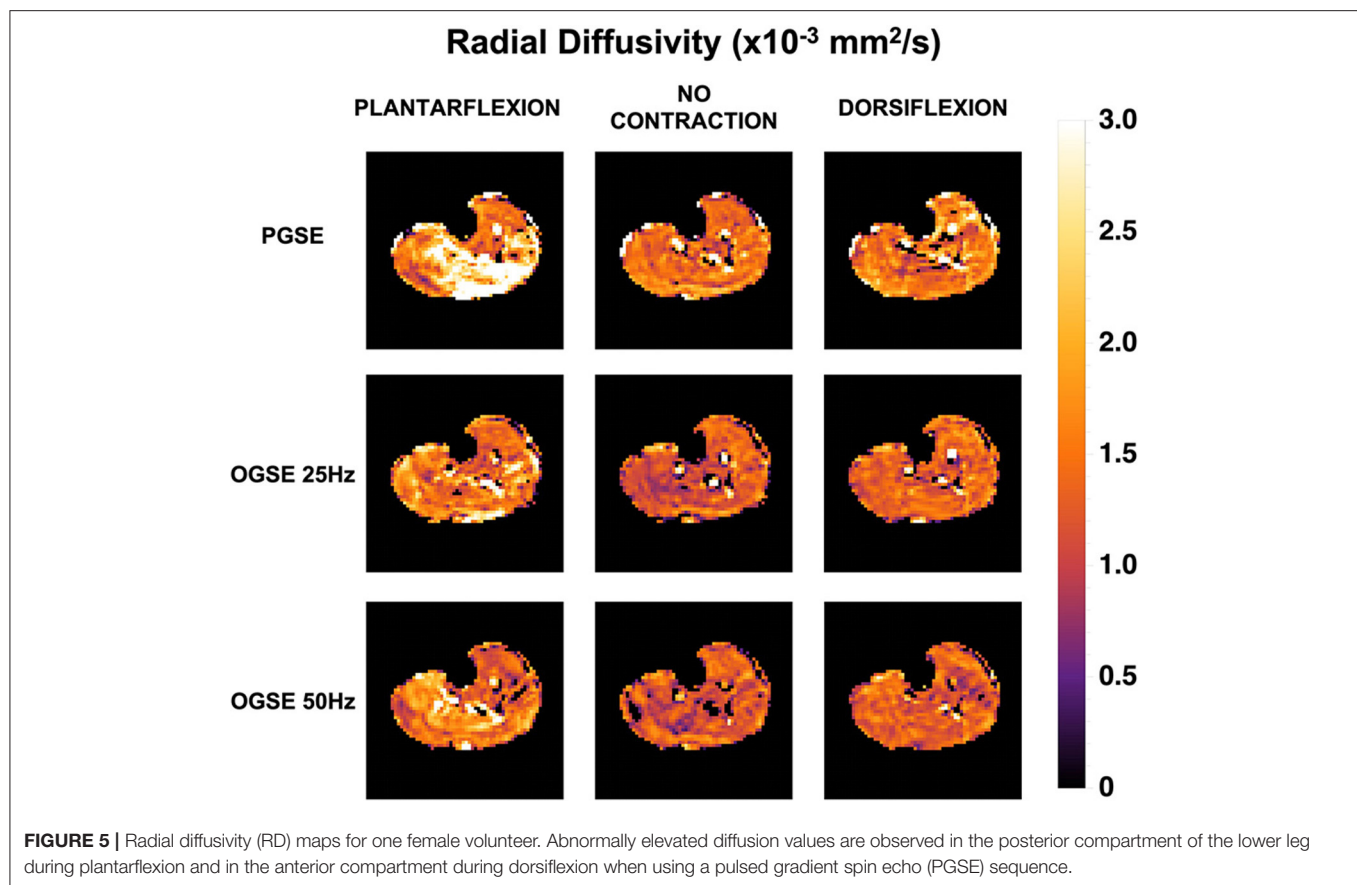 Radial Diffusivity (x10⁻³ mm²/s)
PLANTARFLEXION
NO
CONTRACTION
DORSIFLEXION
PGSE
OGSE 25Hz
OGSE 50Hz
3.0
2.5
2.0
1.5
1.0
0.5
0
FIGURE 5 | Radial diffusivity (RD) maps for one female volunteer. Abnormally elevated diffusion values are observed in the posterior compartment of the lower leg
during plantarflexion and in the anterior compartment during dorsiflexion when using a pulsed gradient spin echo (PGSE) sequence.